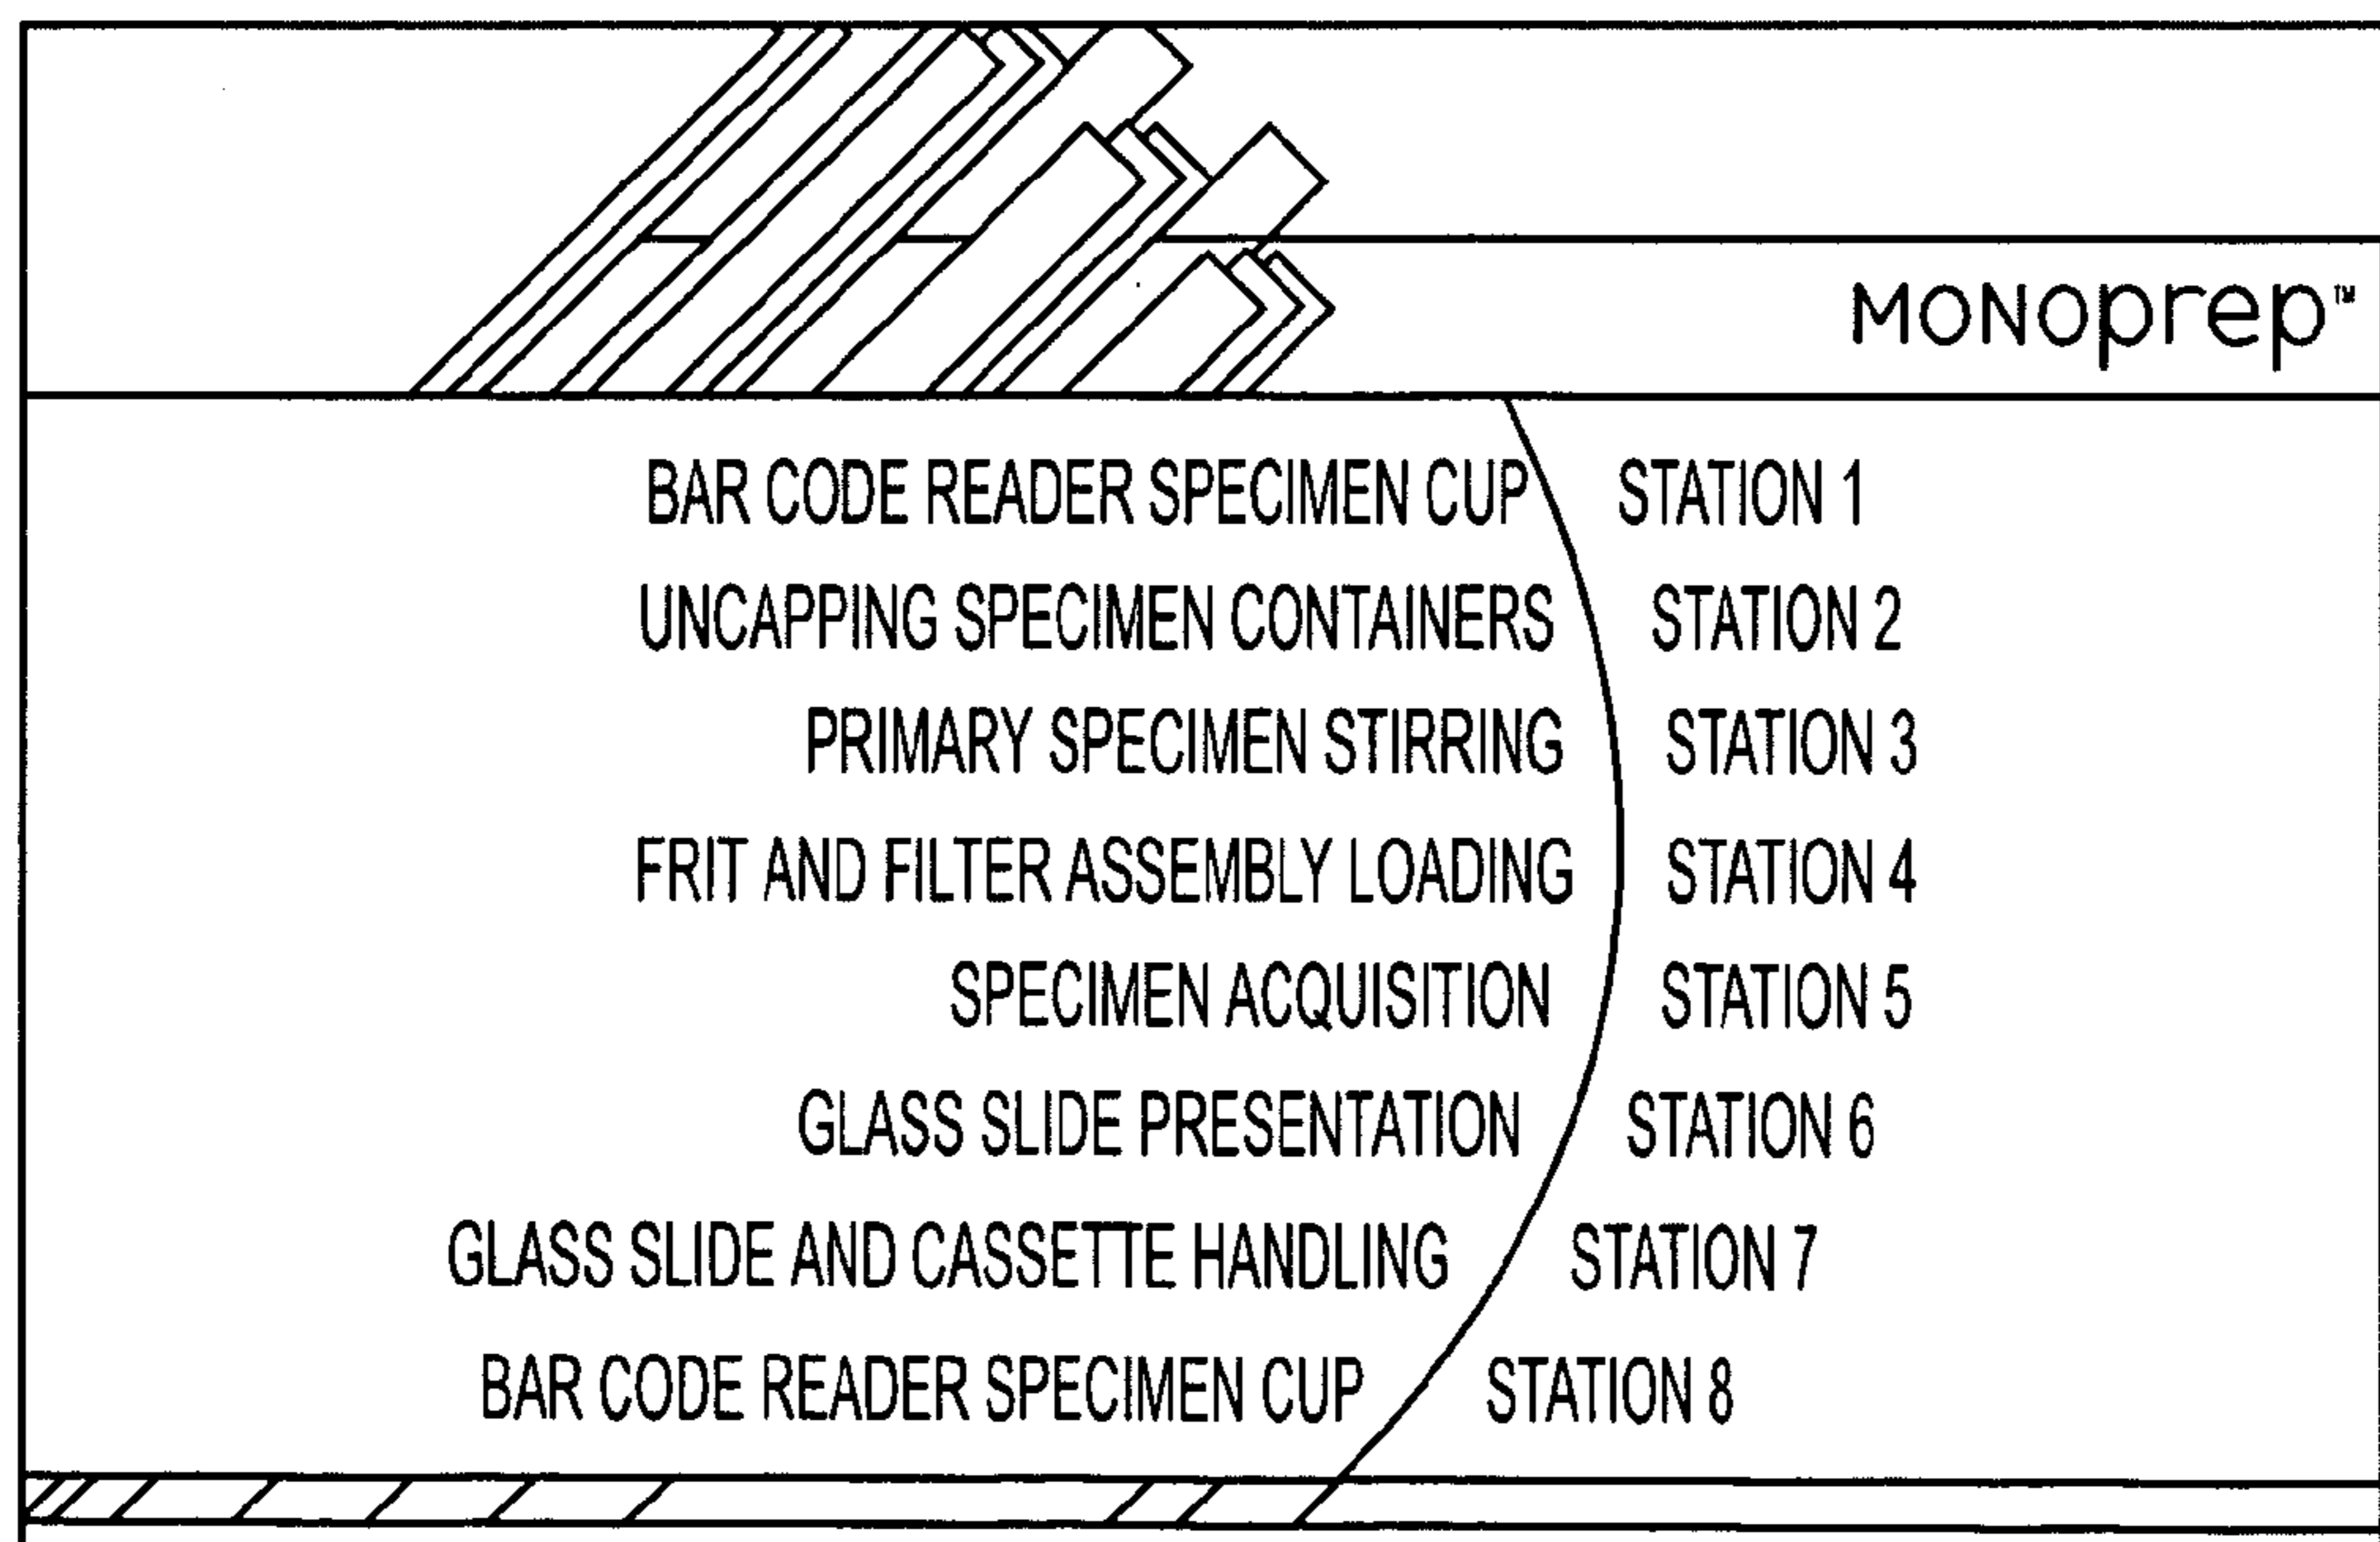 MONoprep™
BAR CODE READER SPECIMEN CUP STATION 1
UNCAPPING SPECIMEN CONTAINERS STATION 2
PRIMARY SPECIMEN STIRRING STATION 3
FRIT AND FILTER ASSEMBLY LOADING STATION 4
SPECIMEN ACQUISITION STATION 5
GLASS SLIDE PRESENTATION STATION 6
GLASS SLIDE AND CASSETTE HANDLING STATION 7
BAR CODE READER SPECIMEN CUP STATION 8